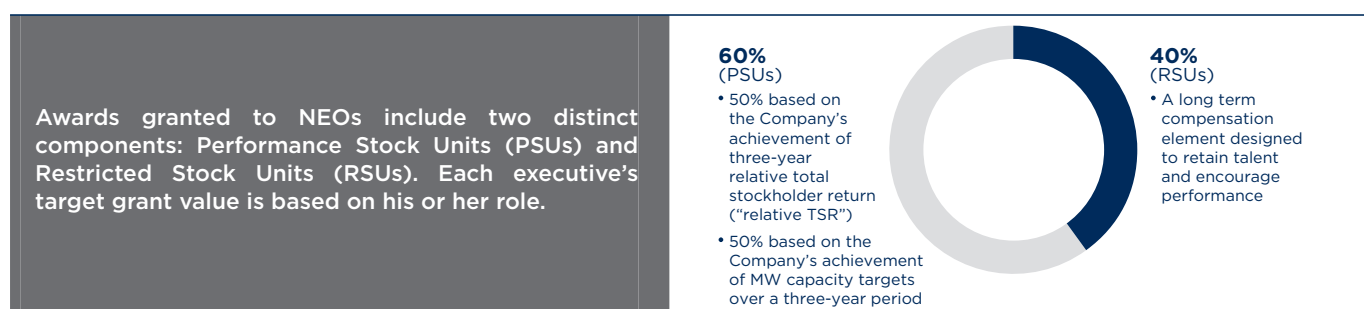 Awards granted to NEOs include two distinct
components: Performance Stock Units (PSUs) and
Restricted Stock Units (RSUs). Each executive’s
target grant value is based on his or her role.
60%
(PSUs)
• 50% based on
the Company’s
achievement of
three-year
relative total
stockholder return
(“relative TSR”)
• 50% based on the
Company’s achievement
of MW capacity targets
over a three-year period
40%
(RSUs)
• A long term
compensation
element designed
to retain talent
and encourage
performance